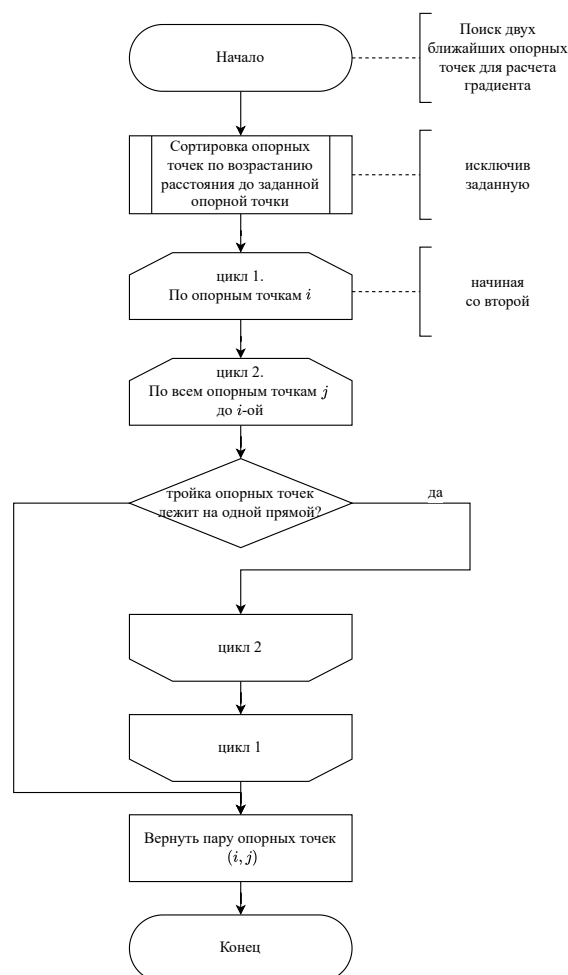 Начало
Поиск двух
ближайших опорных
точек для расчета
градиента
Сортировка опорных
точек по возрастанию
расстояния до заданной
опорной точки
исключив
заданную
цикл 1.
По опорным точкам i
начиная
со второй
цикл 2.
По всем опорным точкам j
до i-ой
тройка опорных точек
лежит на одной прямой?
да
цикл 2
цикл 1
Вернуть пару опорных точек
(i, j)
Конец